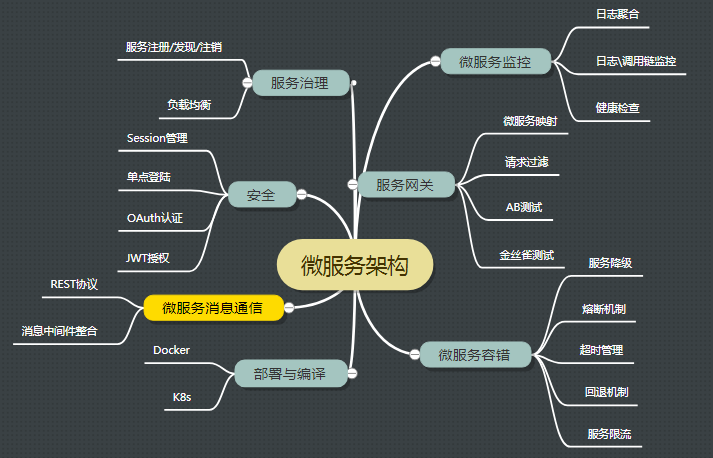 微服务架构
服务治理
服务注册/发现/注销
负载均衡
安全
Session管理
单点登陆
OAuth认证
JWT授权
微服务消息通信
REST协议
消息中间件整合
部署与编译
Docker
K8s
微服务监控
日志聚合
日志\调用链监控
健康检查
服务网关
微服务映射
请求过滤
AB测试
金丝雀测试
微服务容错
服务降级
熔断机制
超时管理
回退机制
服务限流